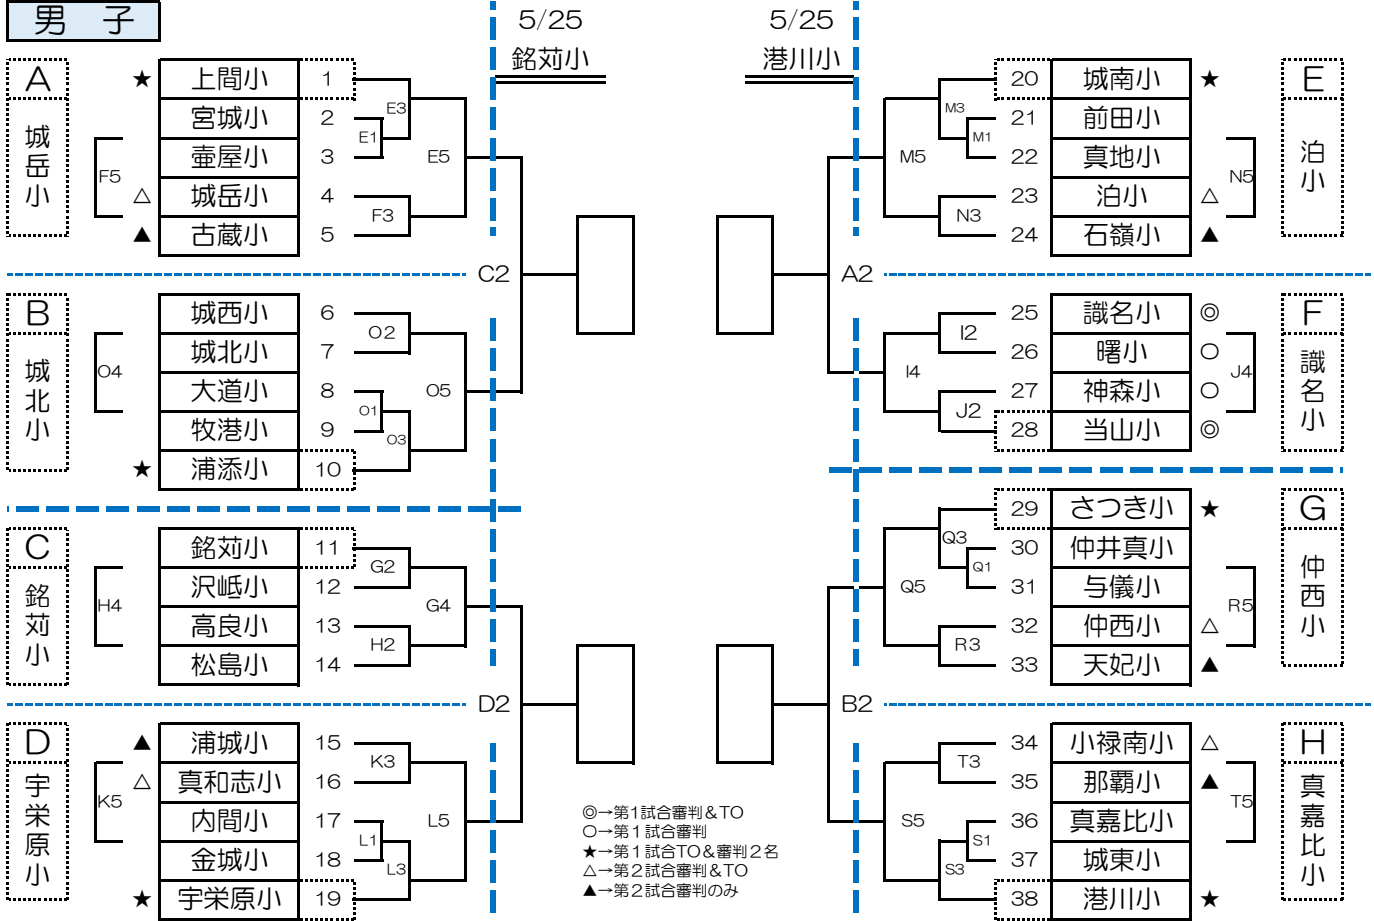 男 子
5/25
銘苅小
5/25
港川小
A
城岳小
★ 上間小 1
宮城小 2
壷屋小 3
△ 城岳小 4
▲ 古蔵小 5
F5
E1
E3
F3
E5
C2
B
城北小
城西小 6
城北小 7
大道小 8
牧港小 9
★ 浦添小 10
O4
O2
O1
O3
O5
C
銘苅小
銘苅小 11
沢岻小 12
高良小 13
松島小 14
H4
G2
H2
G4
D2
D
宇栄原小
▲ 浦城小 15
△ 真和志小 16
内間小 17
金城小 18
★ 宇栄原小 19
K5
K3
L1
L3
L5
E
泊小
20 城南小 ★
21 前田小
22 真地小
23 泊小 △
24 石嶺小 ▲
M3
M1
M5
N3
N5
A2
F
識名小
25 識名小 ◎
26 曙小 ○
27 神森小 ○
28 当山小 ◎
I2
J2
I4
J4
G
仲西小
29 さつき小 ★
30 仲井真小
31 与儀小
32 仲西小 △
33 天妃小 ▲
Q3
Q1
Q5
R3
R5
B2
H
真嘉比小
34 小禄南小 △
35 那覇小 ▲
36 真嘉比小
37 城東小
38 港川小 ★
T3
S1
S3
S5
T5
◎→第1試合審判&TO
○→第1試合審判
★→第1試合TO&審判2名
△→第2試合審判&TO
▲→第2試合審判のみ